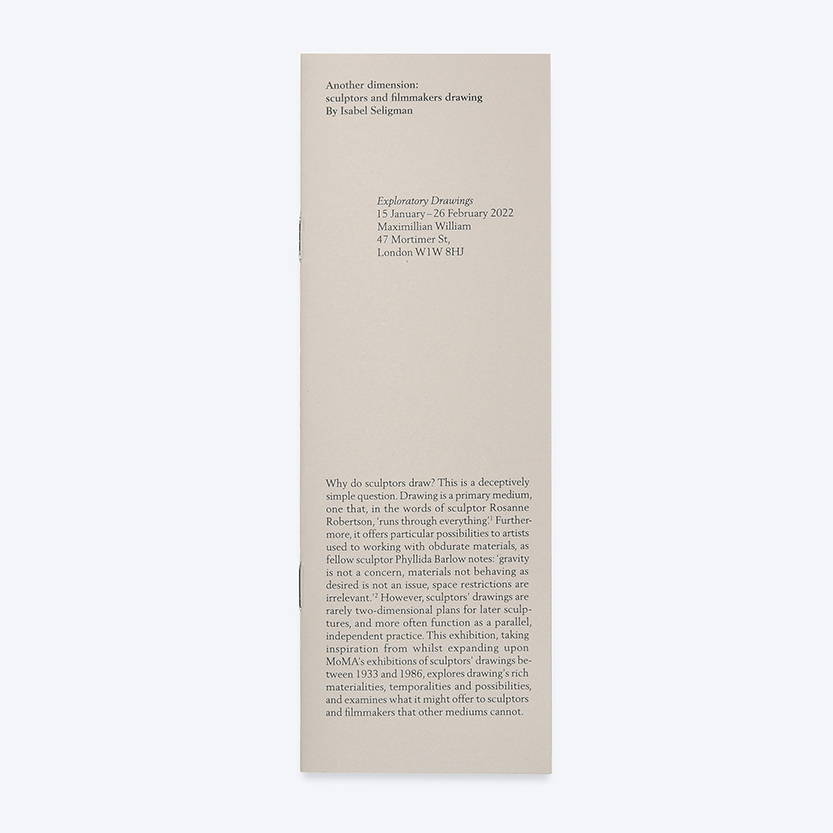 Another dimension:
sculptors and filmmakers drawing
By Isabel Seligman
Exploratory Drawings
15 January – 26 February 2022
Maximillian William
47 Mortimer St,
London W1W 8HJ
Why do sculptors draw? This is a deceptively
simple question. Drawing is a primary medium,
one that, in the words of sculptor Rosanne
Robertson, ‘runs through everything’.¹ Further-
more, it offers particular possibilities to artists
used to working with obdurate materials, as
fellow sculptor Phyllida Barlow notes: ‘gravity
is not a concern, materials not behaving as
desired is not an issue, space restrictions are
irrelevant.’² However, sculptors’ drawings are
rarely two-dimensional plans for later sculp-
tures, and more often function as a parallel,
independent practice. This exhibition, taking
inspiration from whilst expanding upon
MoMA’s exhibitions of sculptors’ drawings be-
tween 1933 and 1986, explores drawing’s rich
materialities, temporalities and possibilities,
and examines what it might offer to sculptors
and filmmakers that other mediums cannot.